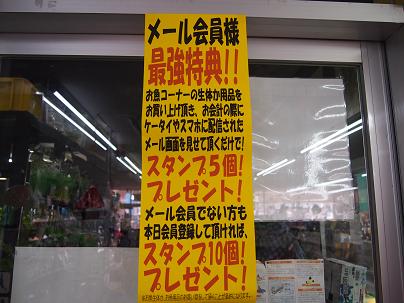 メール会員様
最強特典!!
お魚コーナーの生体か用品を
お買い上げ頂き、お会計の際に
ケータイやスマホに配信された
メール画面を見せて頂くだけで!
スタンプ5個!
プレゼント!
メール会員でない方も
本日会員登録して頂ければ、
スタンプ10個!
プレゼント!